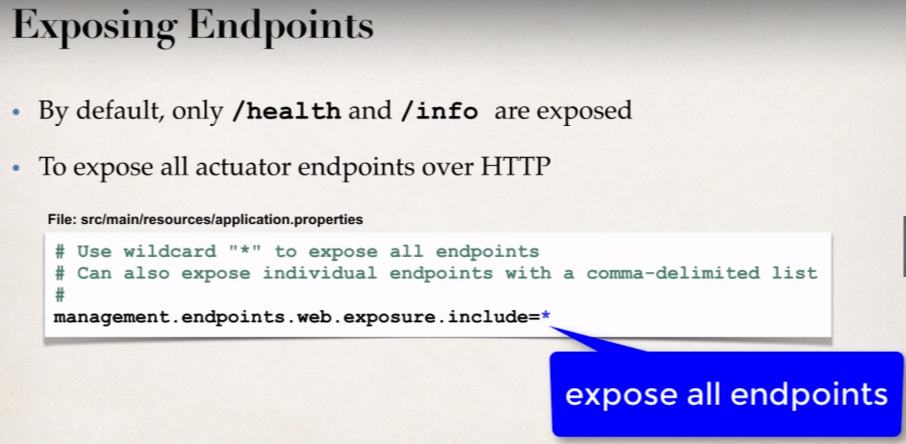 Exposing Endpoints
• By default, only /health and /info are exposed
• To expose all actuator endpoints over HTTP
File: src/main/resources/application.properties
# Use wildcard "*" to expose all endpoints
# Can also expose individual endpoints with a comma-delimited list
#
management.endpoints.web.exposure.include=*
expose all endpoints